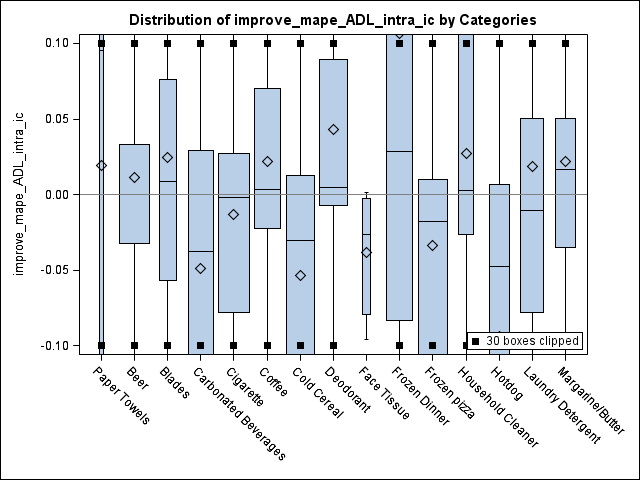 Distribution of improve_mape_ADL_intra_ic by Categories
improve_mape_ADL_intra_ic
0.10
0.05
0.00
-0.05
-0.10
30 boxes clipped
Paper Towels
Beer
Blades
Carbonated Beverages
Cigarette
Coffee
Cold Cereal
Deodorant
Face Tissue
Frozen Dinner
Frozen pizza
Household Cleaner
Hotdog
Laundry Detergent
Margarine/Butter